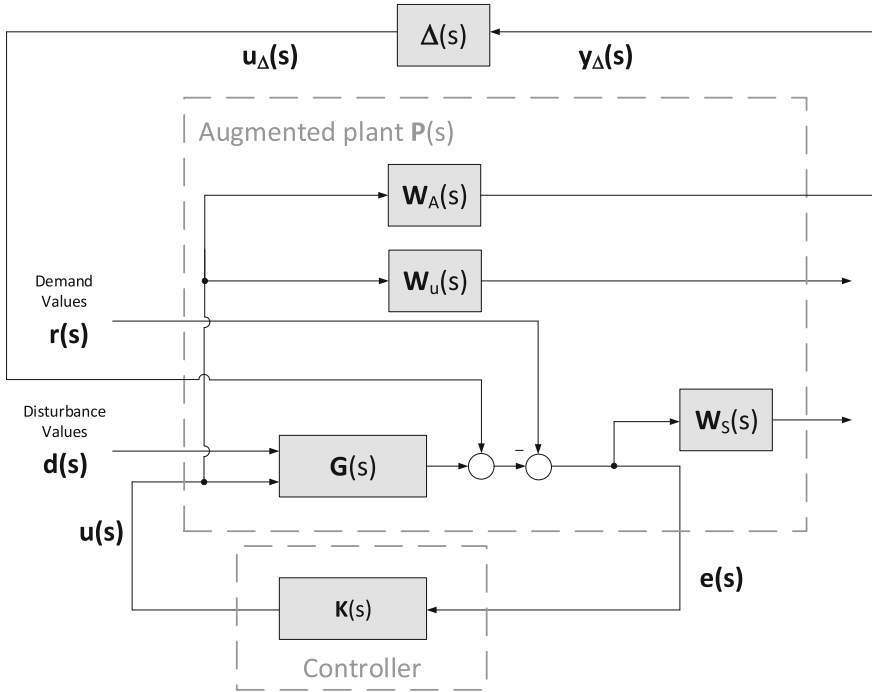 Δ(s)
u_Δ(s)
y_Δ(s)
Augmented plant P(s)
W_A(s)
W_u(s)
Demand
Values
r(s)
Disturbance
Values
d(s)
W_S(s)
G(s)
–
u(s)
e(s)
K(s)
Controller